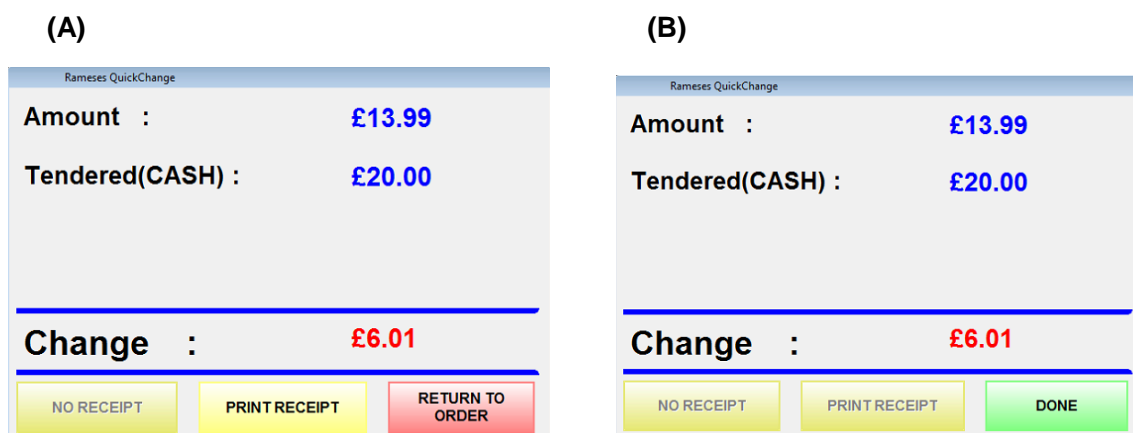 (A)
Rameses QuickChange
Amount :   £13.99
Tendered(CASH) :   £20.00
Change :   £6.01
NO RECEIPT   PRINT RECEIPT   RETURN TO
ORDER
(B)
Rameses QuickChange
Amount :   £13.99
Tendered(CASH) :   £20.00
Change :   £6.01
NO RECEIPT   PRINT RECEIPT   DONE